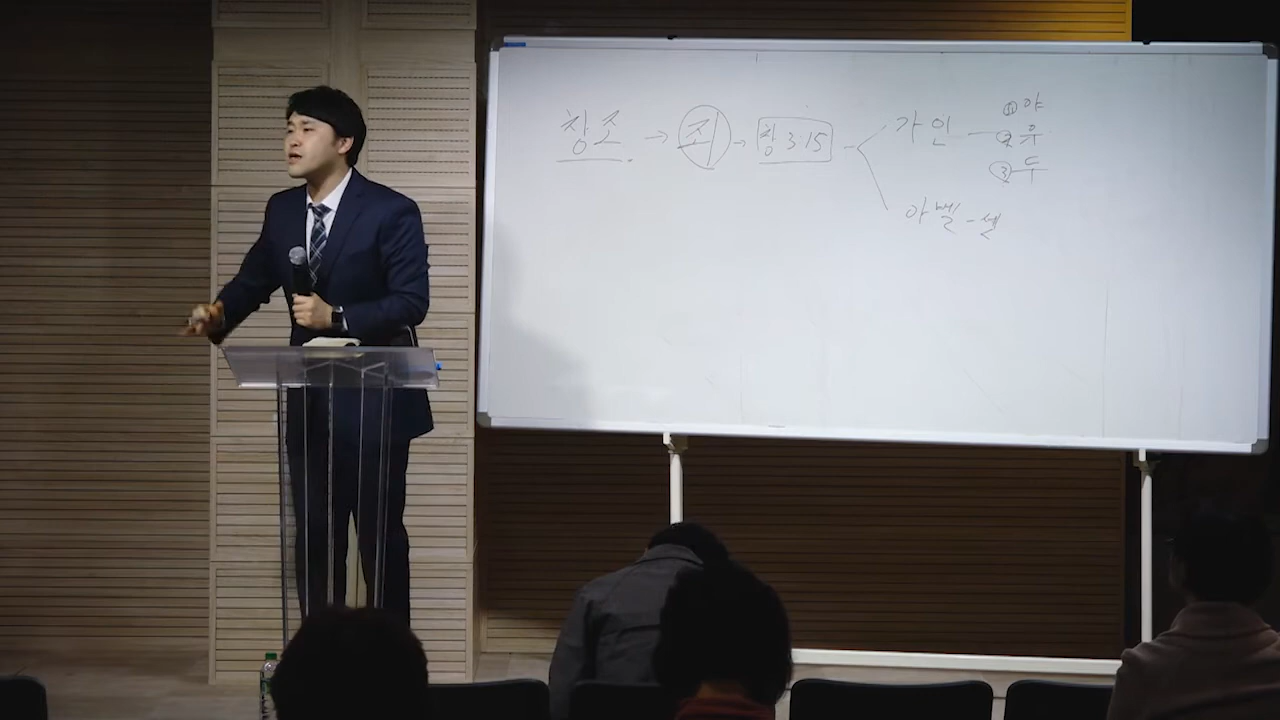 창조 → 죄 → 창 3:15
가인 — ① 야
② 유
③ 두
아벨 - 셋